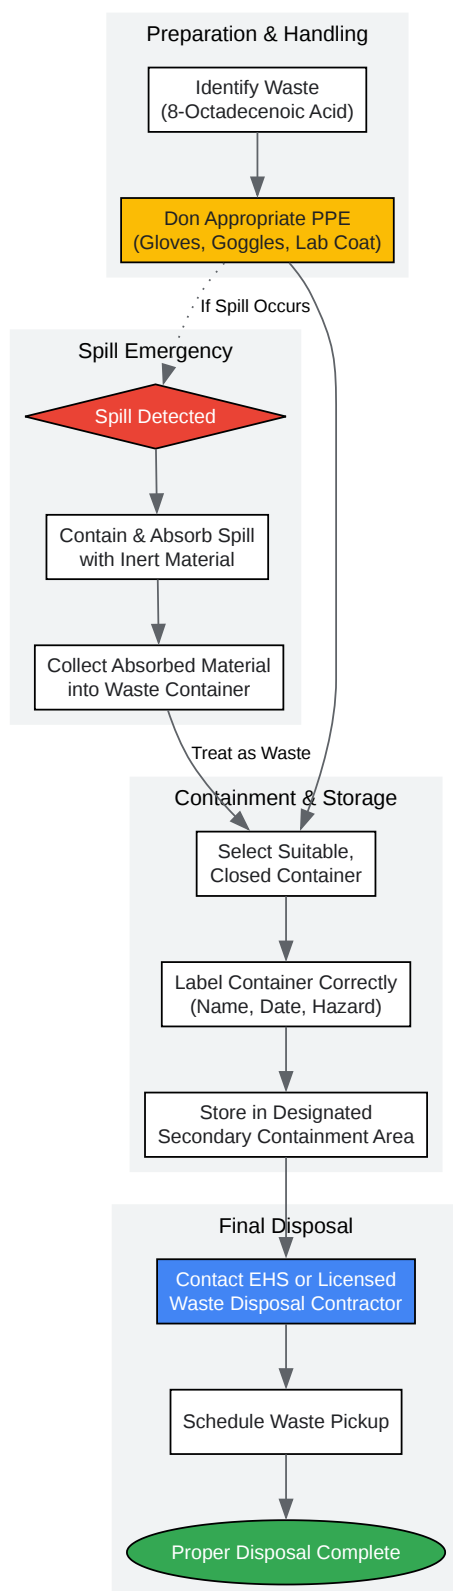 Preparation & Handling
Identify Waste
(8-Octadecenoic Acid)
Don Appropriate PPE
(Gloves, Goggles, Lab Coat)
If Spill Occurs
Spill Emergency
Spill Detected
Contain & Absorb Spill
with Inert Material
Collect Absorbed Material
into Waste Container
Treat as Waste
Containment & Storage
Select Suitable,
Closed Container
Label Container Correctly
(Name, Date, Hazard)
Store in Designated
Secondary Containment Area
Final Disposal
Contact EHS or Licensed
Waste Disposal Contractor
Schedule Waste Pickup
Proper Disposal Complete